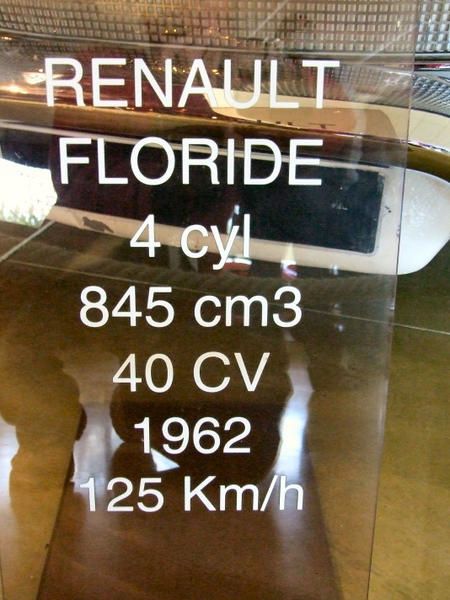 RENAULT
FLORIDE
4 cyl
845 cm3
40 CV
1962
125 Km/h